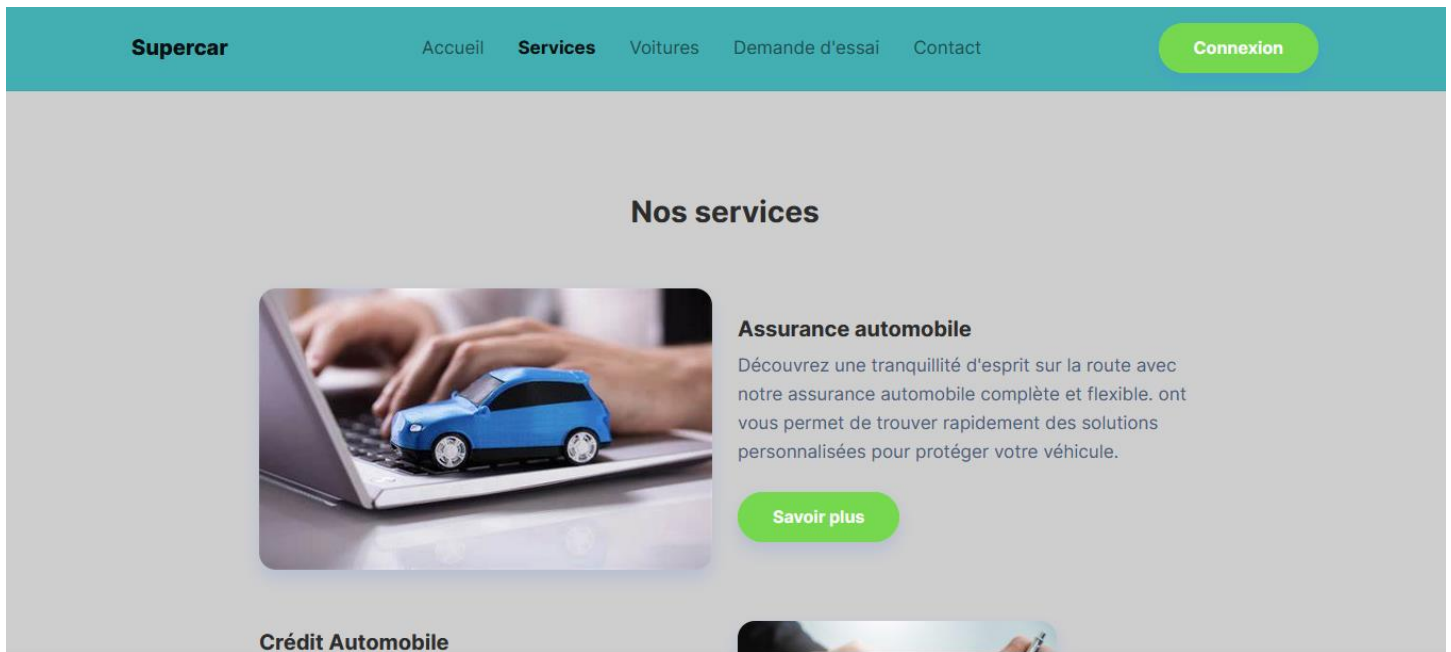 Supercar
Accueil Services Voitures Demande d'essai Contact
Connexion
Nos services
Assurance automobile
Découvrez une tranquillité d'esprit sur la route avec
notre assurance automobile complète et flexible. ont
vous permet de trouver rapidement des solutions
personnalisées pour protéger votre véhicule.
Savoir plus
Crédit Automobile